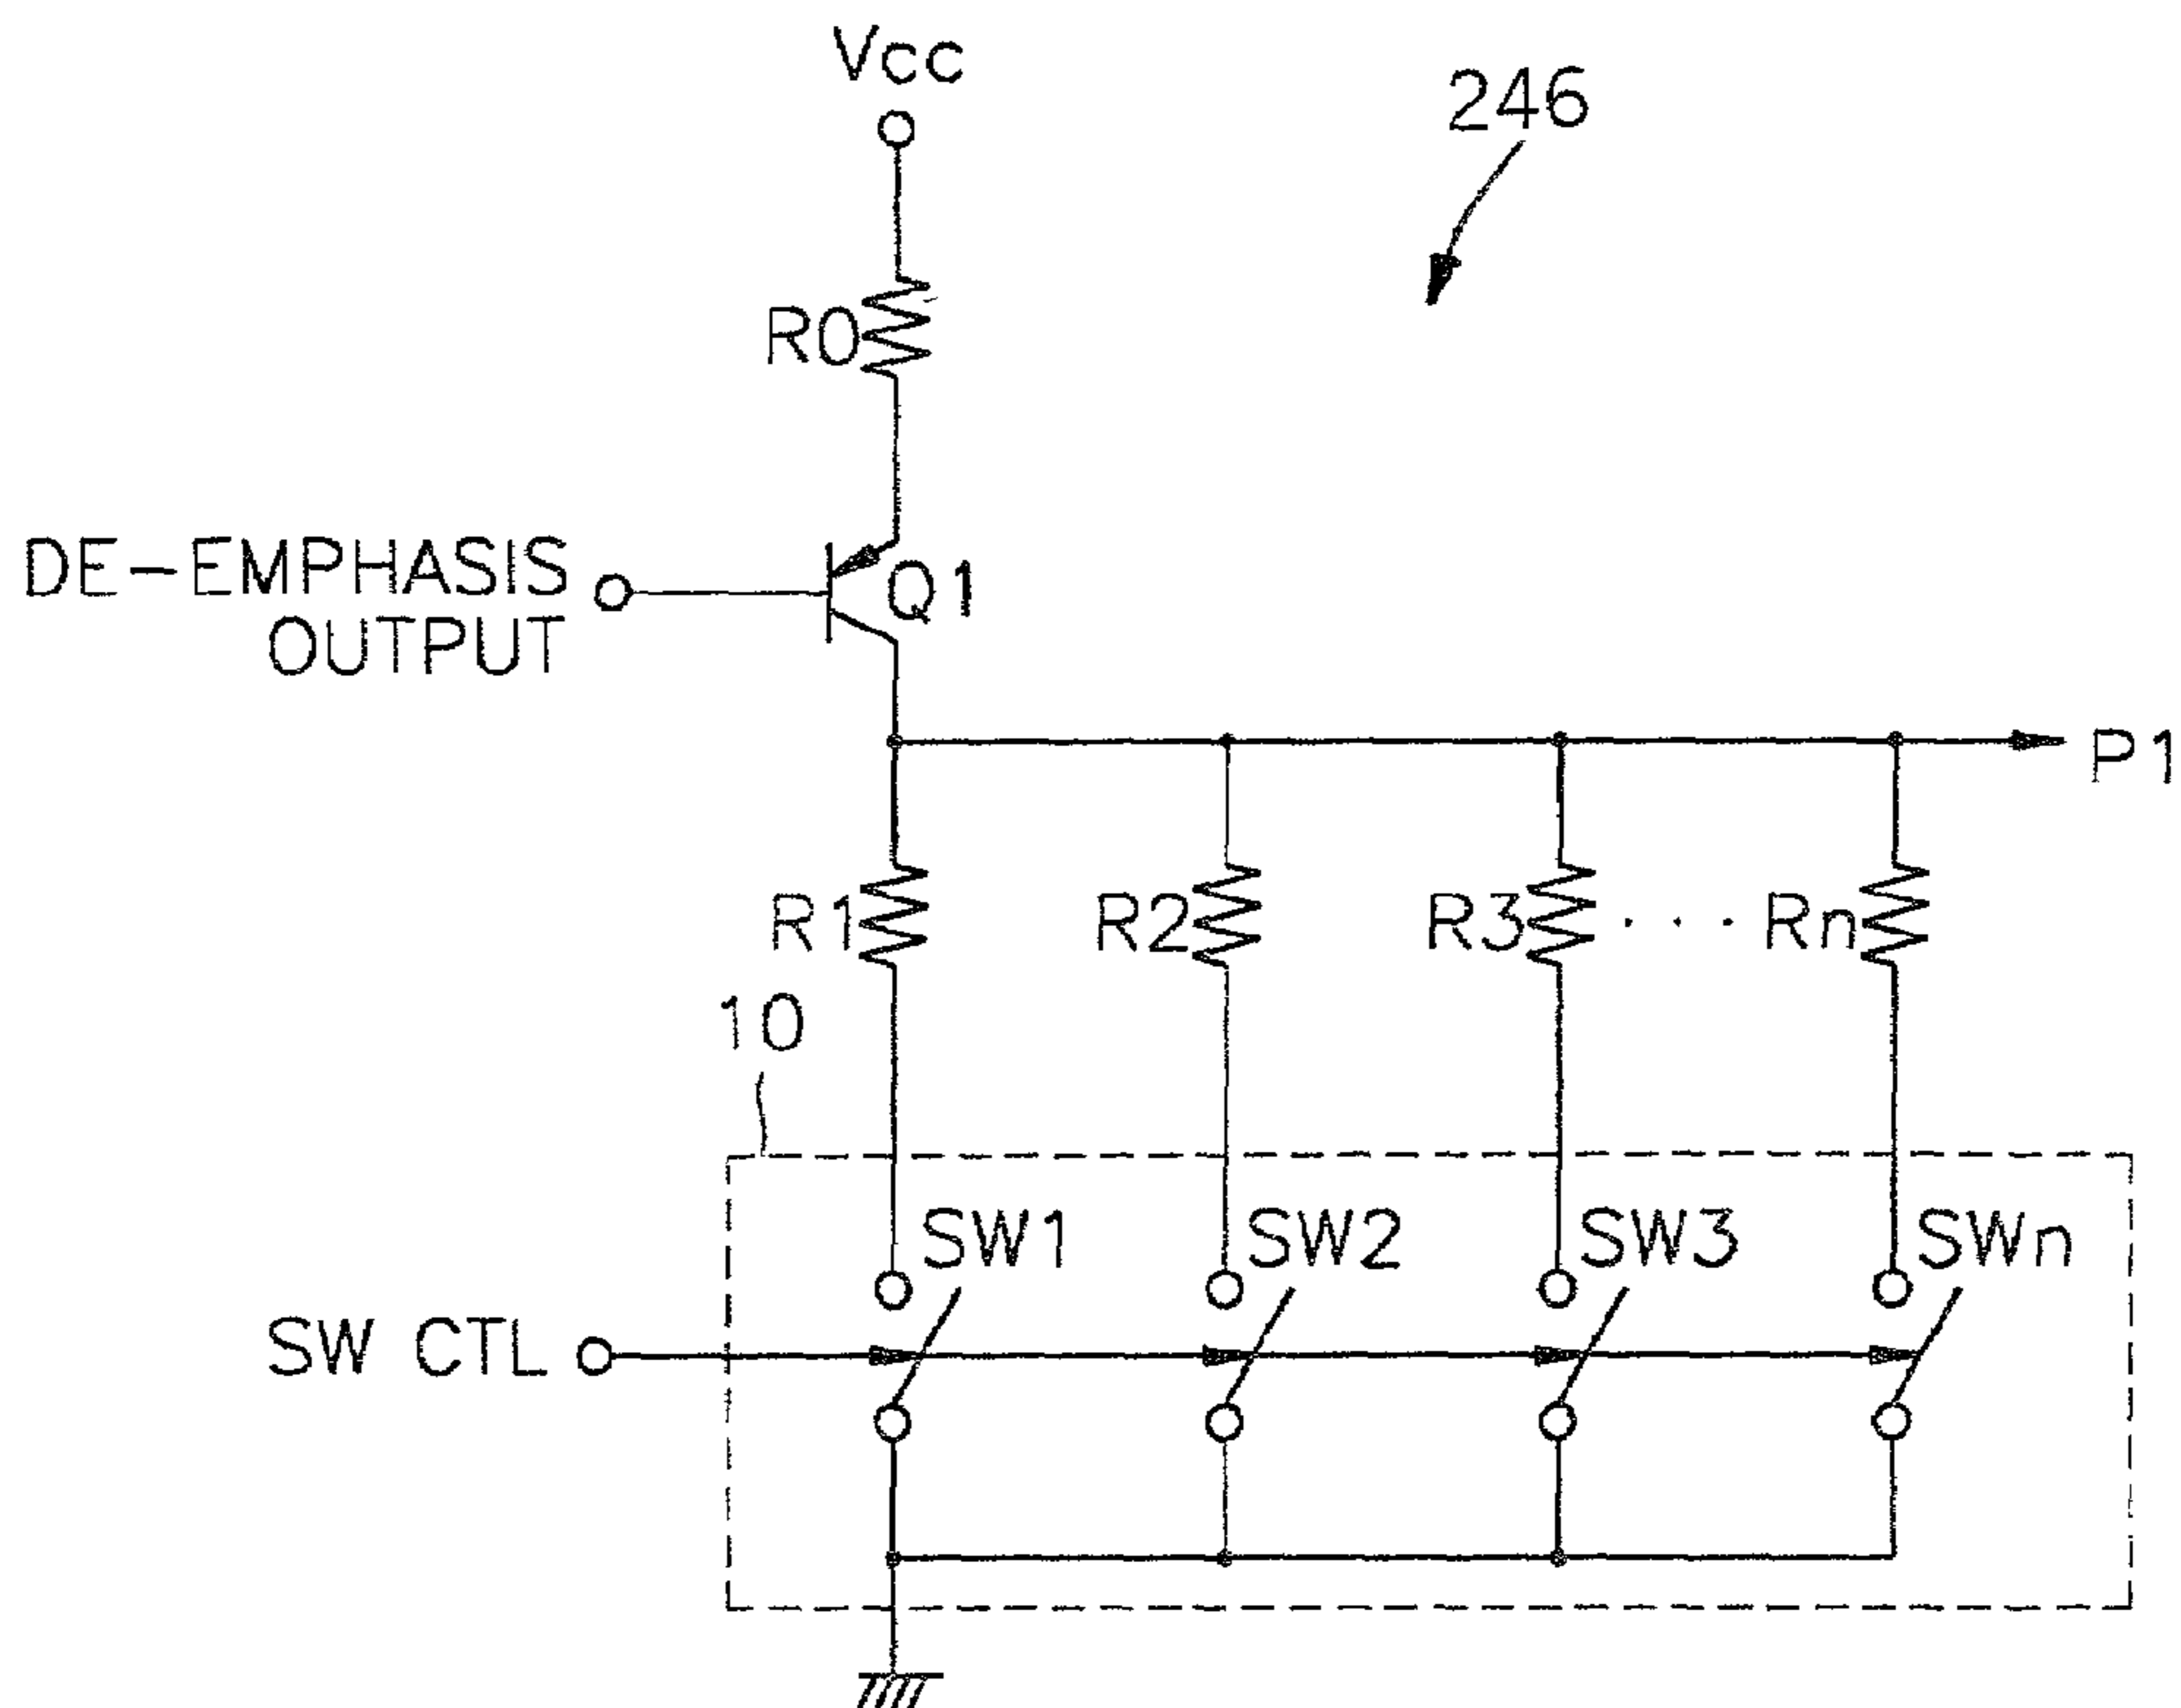 Vcc
246
R0
DE-EMPHASIS
OUTPUT
Q1
P1
R1
R2
R3 . . . Rn
10
SW1
SW2
SW3
SWn
SW CTL